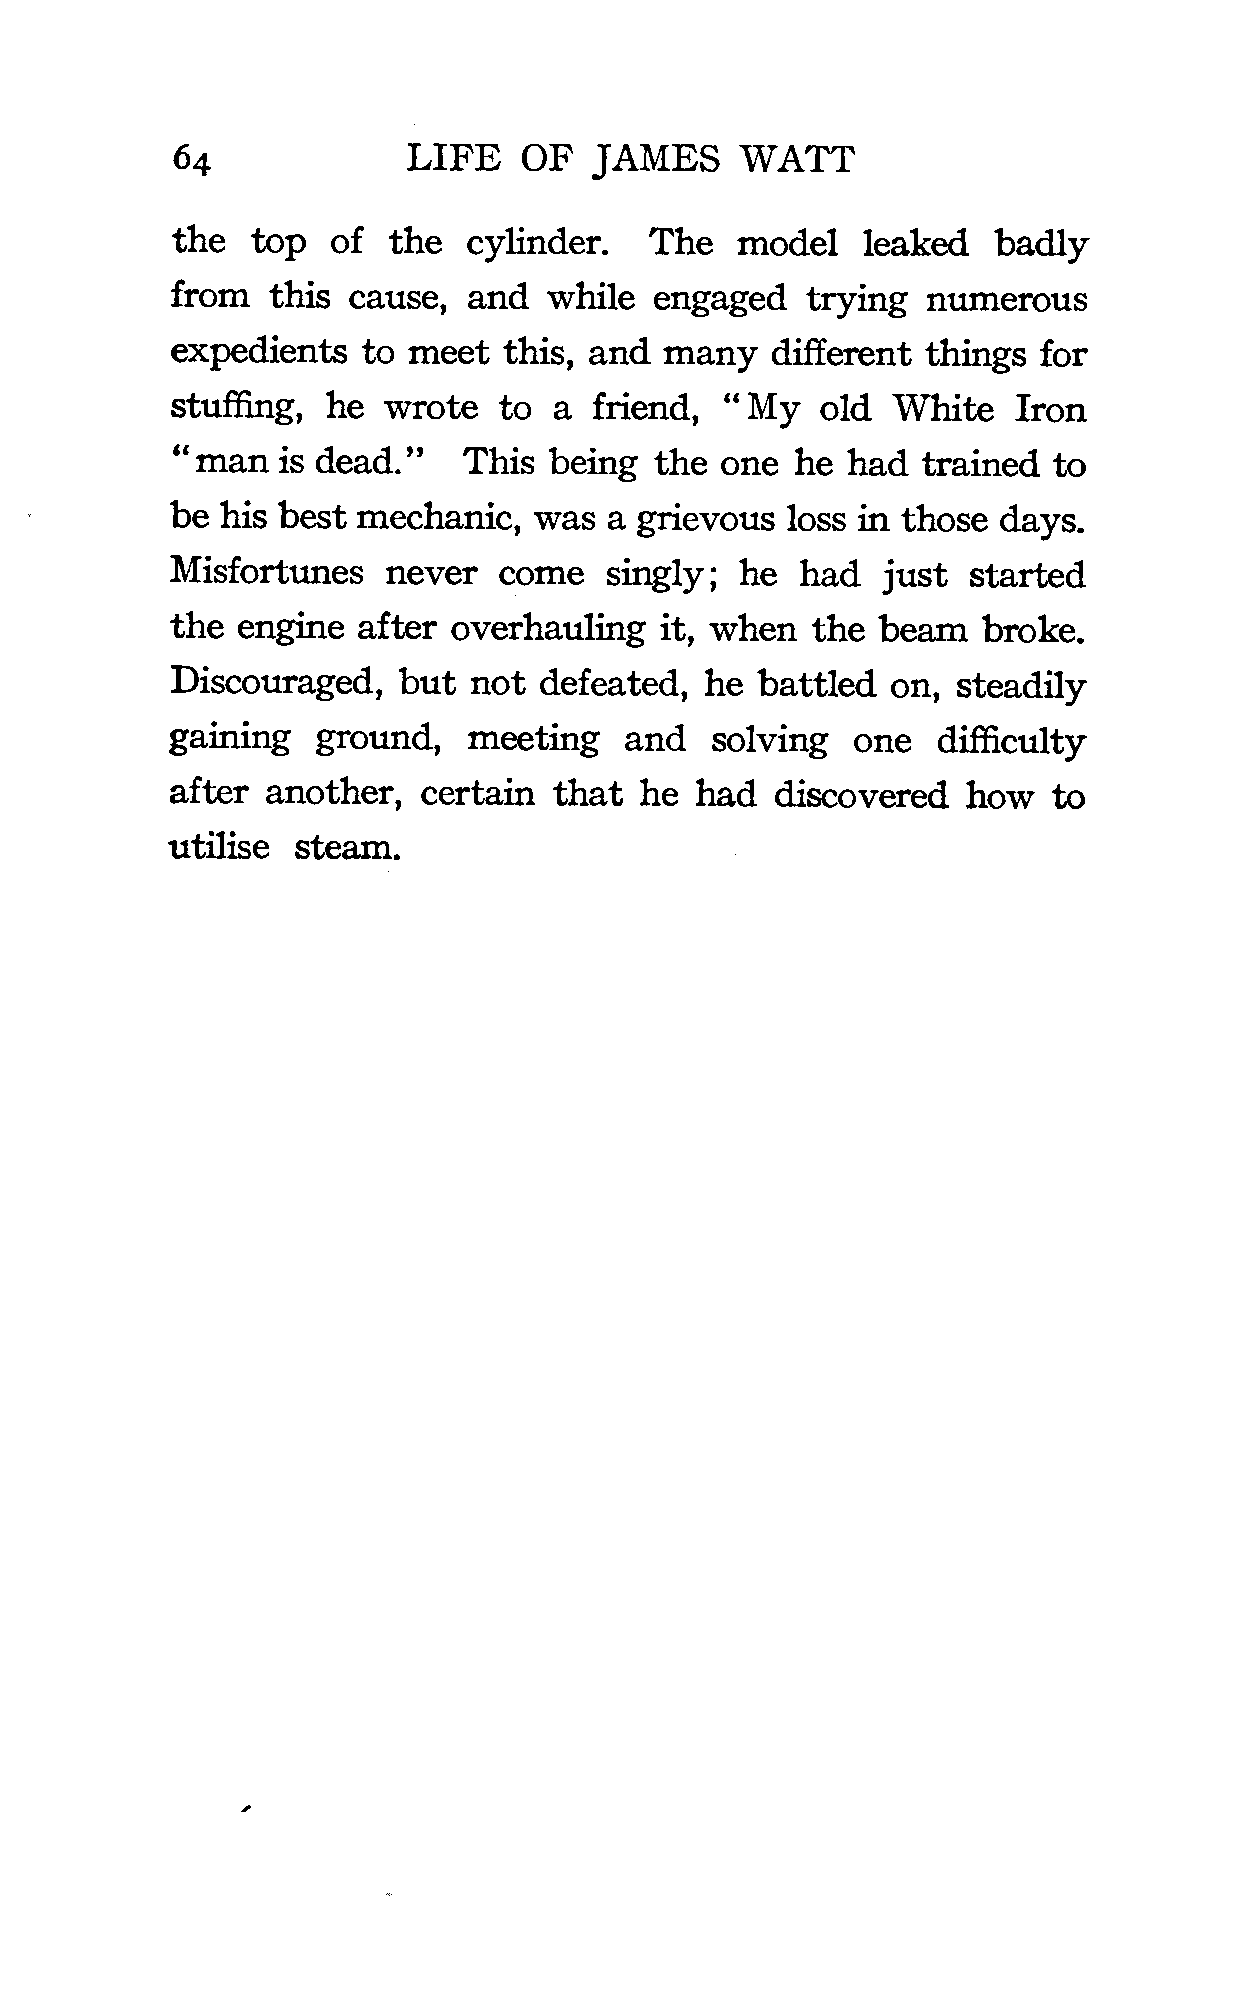 64 LIFE OF JAMES WATT
the top of the cylinder. The model leaked badly
from this cause, and while engaged trying numerous
expedients to meet this, and many different things for
stuffing, he wrote to a friend, "My old White Iron
"man is dead." This being the one he had trained to
be his best mechanic, was a grievous loss in those days.
Misfortunes never come singly; he had just started
the engine after overhauling it, when the beam broke.
Discouraged, but not defeated, he battled on, steadily
gaining ground, meeting and solving one difficulty
after another, certain that he had discovered how to
utilise steam.